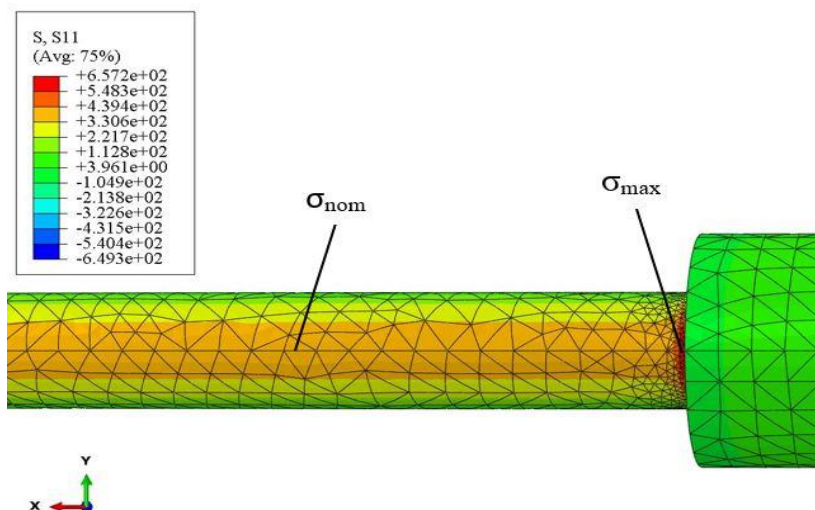 S, S11
(Avg: 75%)
+6.572e+02
+5.483e+02
+4.394e+02
+3.306e+02
+2.217e+02
+1.128e+02
+3.961e+00
-1.049e+02
-2.138e+02
-3.226e+02
-4.315e+02
-5.404e+02
-6.493e+02
σnom
σmax
Y
X